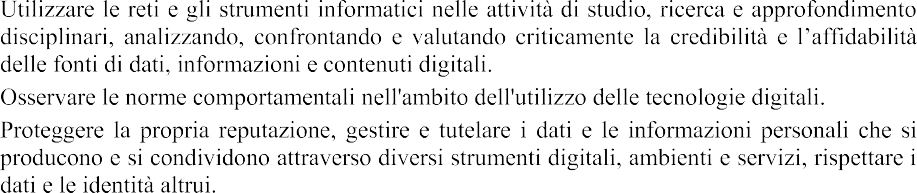 Utilizzare le reti e gli strumenti informatici nelle attività di studio, ricerca e approfondimento
disciplinari, analizzando, confrontando e valutando criticamente la credibilità e l’affidabilità
delle fonti di dati, informazioni e contenuti digitali.
Osservare le norme comportamentali nell'ambito dell'utilizzo delle tecnologie digitali.
Proteggere la propria reputazione, gestire e tutelare i dati e le informazioni personali che si
producono e si condividono attraverso diversi strumenti digitali, ambienti e servizi, rispettare i
dati e le identità altrui.